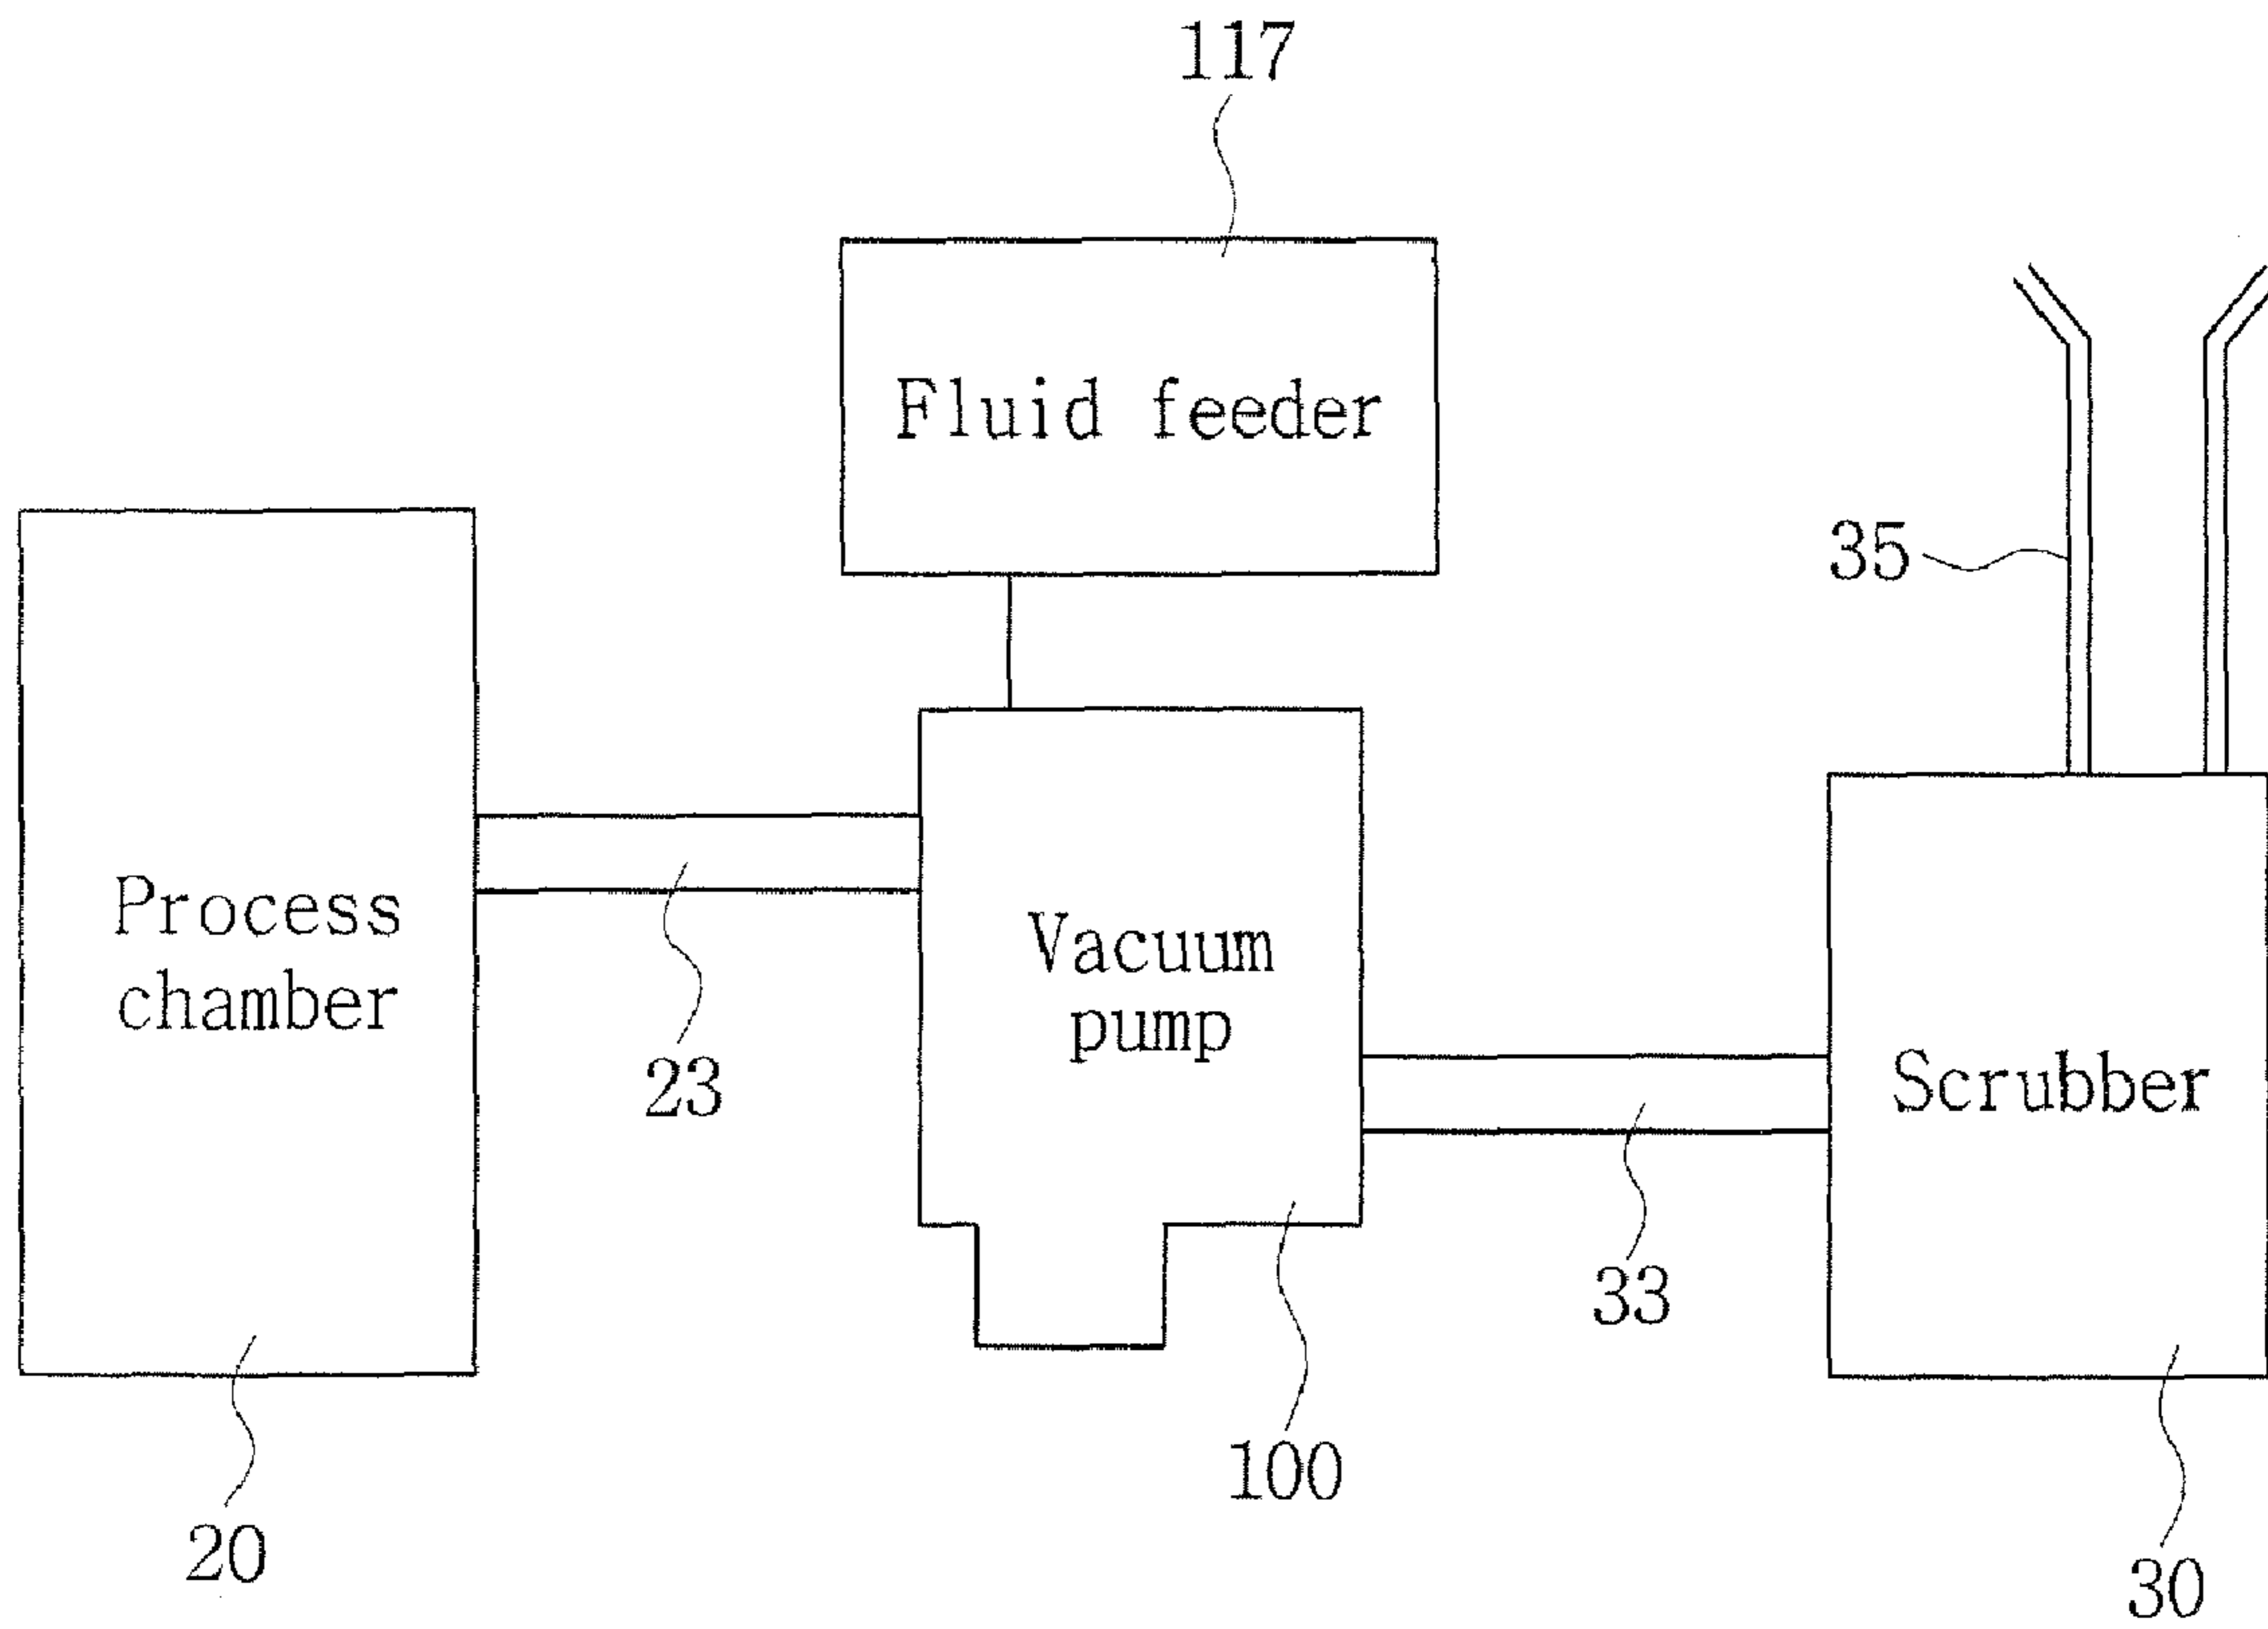 117
Fluid feeder
35
Process
chamber
Vacuum
pump
23
Scrubber
33
100
20
30